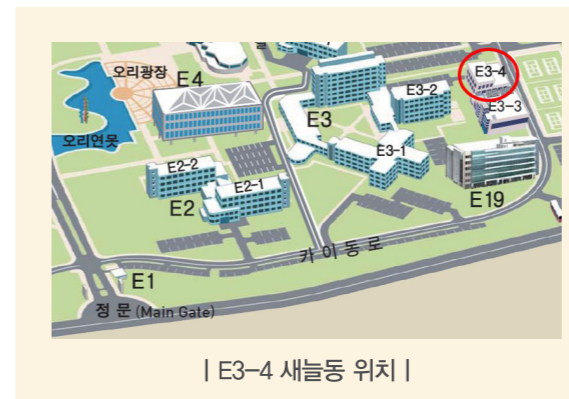 오리광장
E4
E3-4
E3-2
E3-3
오리연못
E3
E3-1
E2-2
E2-1
E19
E2
카이동로
E1
정문 (Main Gate)
| E3-4 새늘동 위치 |